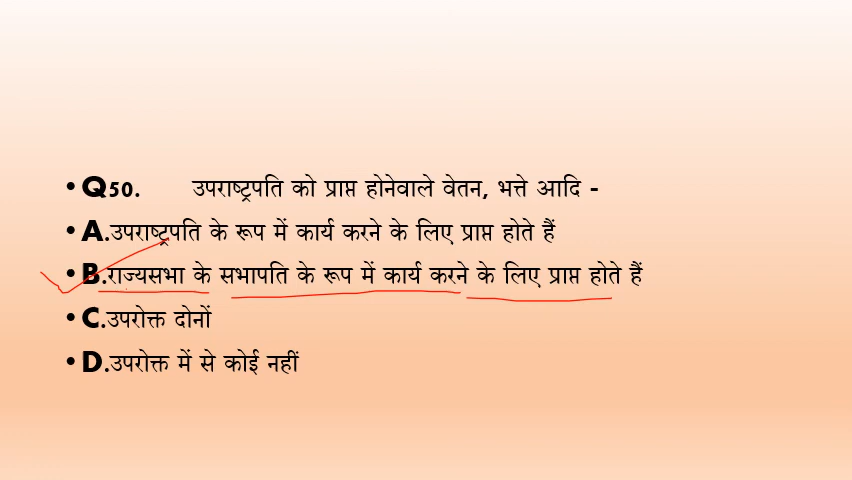 • Q50. उपराष्ट्रपति को प्राप्त होनेवाले वेतन, भत्ते आदि -
• A.उपराष्ट्रपति के रूप में कार्य करने के लिए प्राप्त होते हैं
• B.राज्यसभा के सभापति के रूप में कार्य करने के लिए प्राप्त होते हैं
• C.उपरोक्त दोनों
• D.उपरोक्त में से कोई नहीं